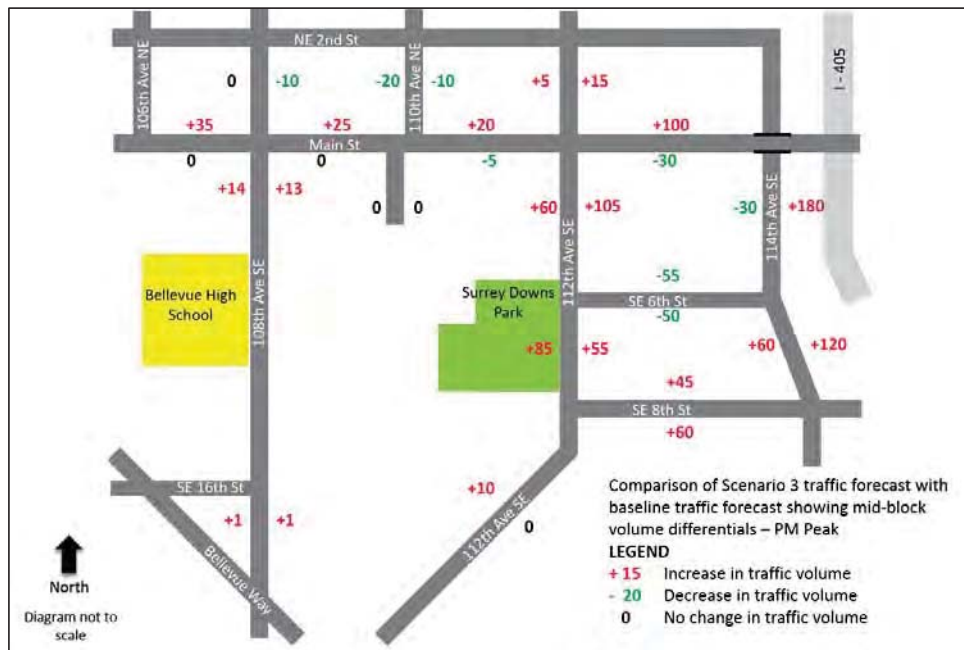 NE 2nd St
106th Ave NE
0
-10
-20
110th Ave NE
-10
+5
+15
I - 405
+35
+25
+20
+100
Main St
0
0
-5
-30
+14
+13
0
0
+60
112th Ave SE
+105
-30
114th Ave SE
+180
Bellevue High
School
108th Ave SE
Surrey Downs
Park
-55
SE 6th St
-50
+85
+55
+60
+120
+45
SE 8th St
+60
SE 16th St
+1
+1
Bellevue Way
+10
112th Ave SE
0
North
Diagram not to
scale
Comparison of Scenario 3 traffic forecast with
baseline traffic forecast showing mid-block
volume differentials – PM Peak
LEGEND
+ 15 Increase in traffic volume
- 20 Decrease in traffic volume
0 No change in traffic volume